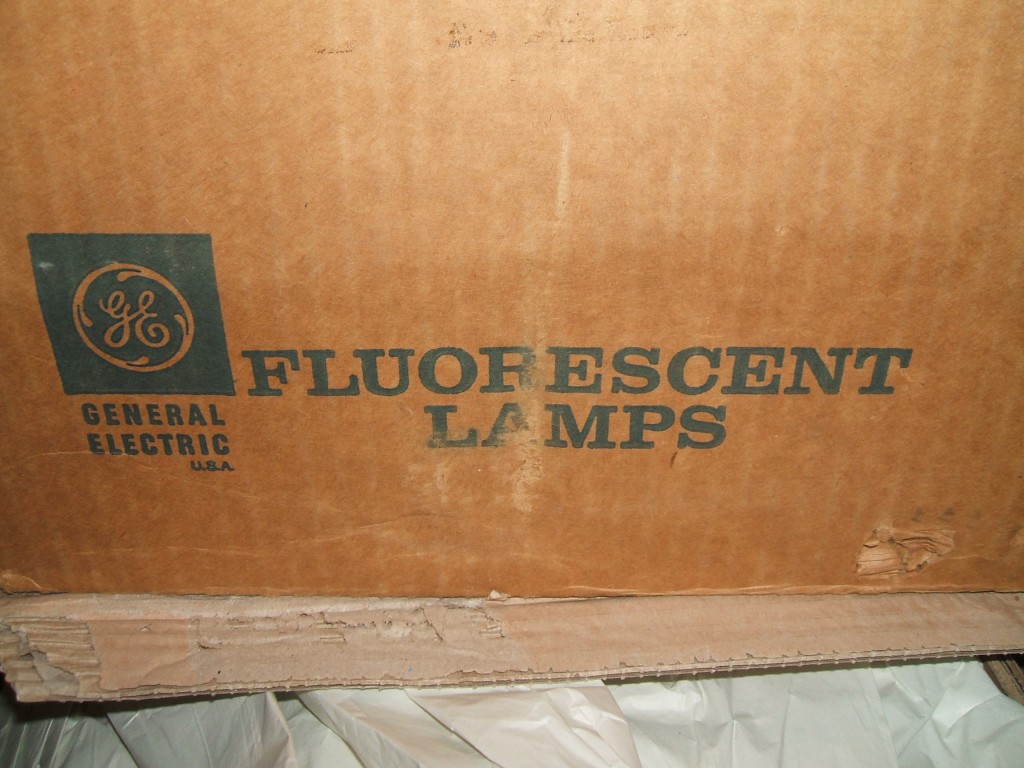 GE
GENERAL
ELECTRIC
U.S.A.
FLUORESCENT
LAMPS